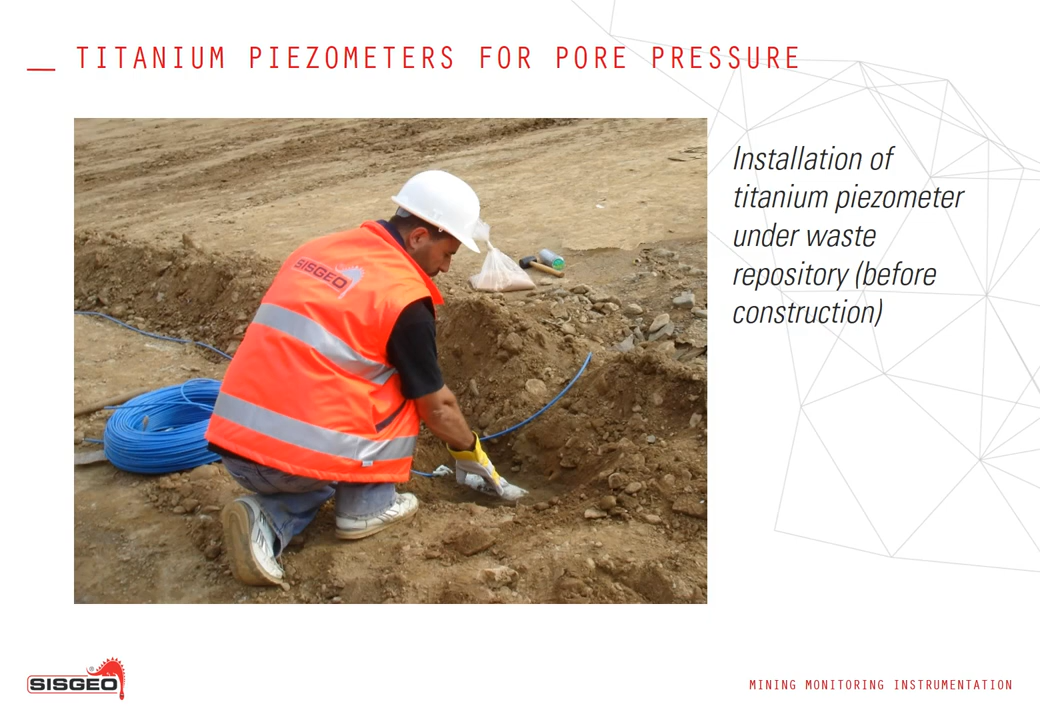 TITANIUM PIEZOMETERS FOR PORE PRESSURE
Installation of
titanium piezometer
under waste
repository (before
construction)
SISGEO
SISGEO ®
MINING MONITORING INSTRUMENTATION